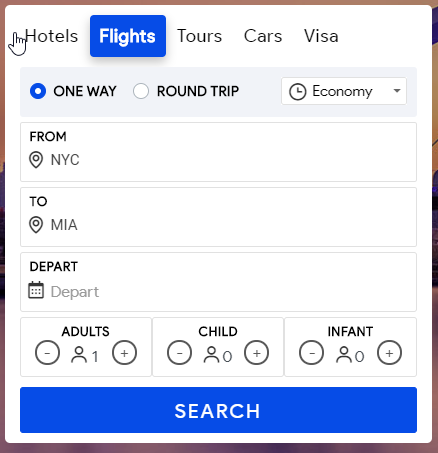 Hotels Flights Tours Cars Visa
ONE WAY ROUND TRIP Economy
FROM
NYC
TO
MIA
DEPART
Depart
ADULTS CHILD INFANT
- 1 + - 0 + - 0 +
SEARCH